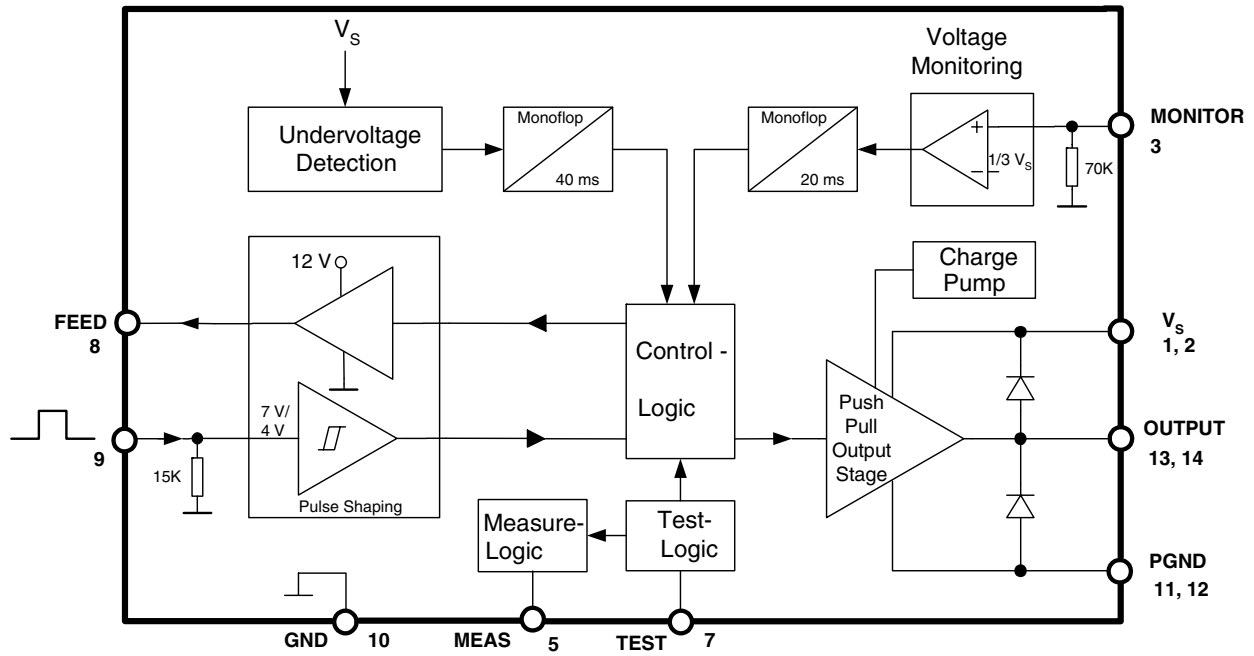 V_S
Voltage
Monitoring
Undervoltage
Detection
Monoflop
40 ms
Monoflop
20 ms
+
1/3 V_S
−
70K
MONITOR
3
12 V
Charge
Pump
FEED
8
Control -
Logic
V_S
1, 2
7 V/
4 V
9
15K
Pulse Shaping
Push
Pull
Output
Stage
OUTPUT
13, 14
Measure-
Logic
Test-
Logic
PGND
11, 12
GND
10
MEAS
5
TEST
7